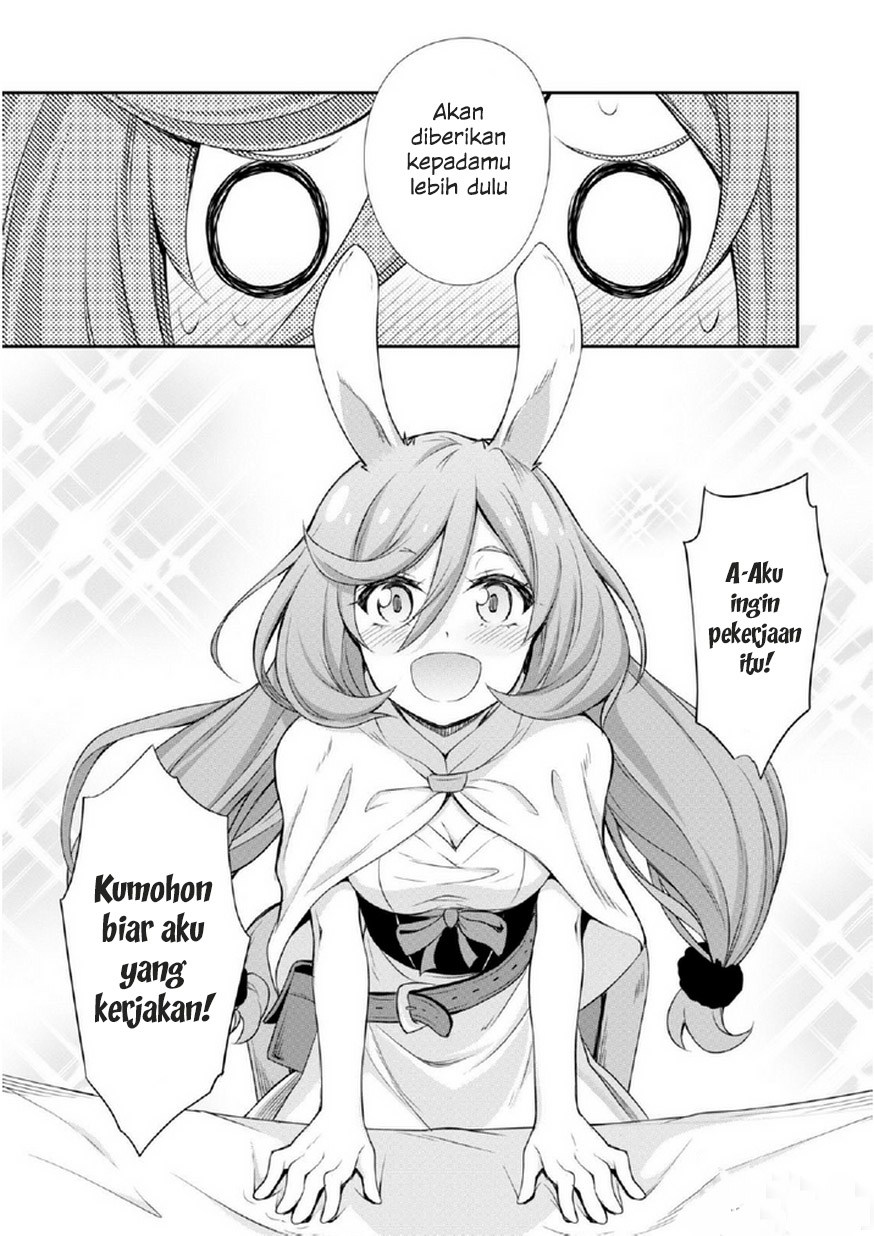 Akan
diberikan
kepadamu
lebih dulu
A-Aku
ingin
pekerjaan
itu!
Kumohon
biar aku
yang
kerjakan!